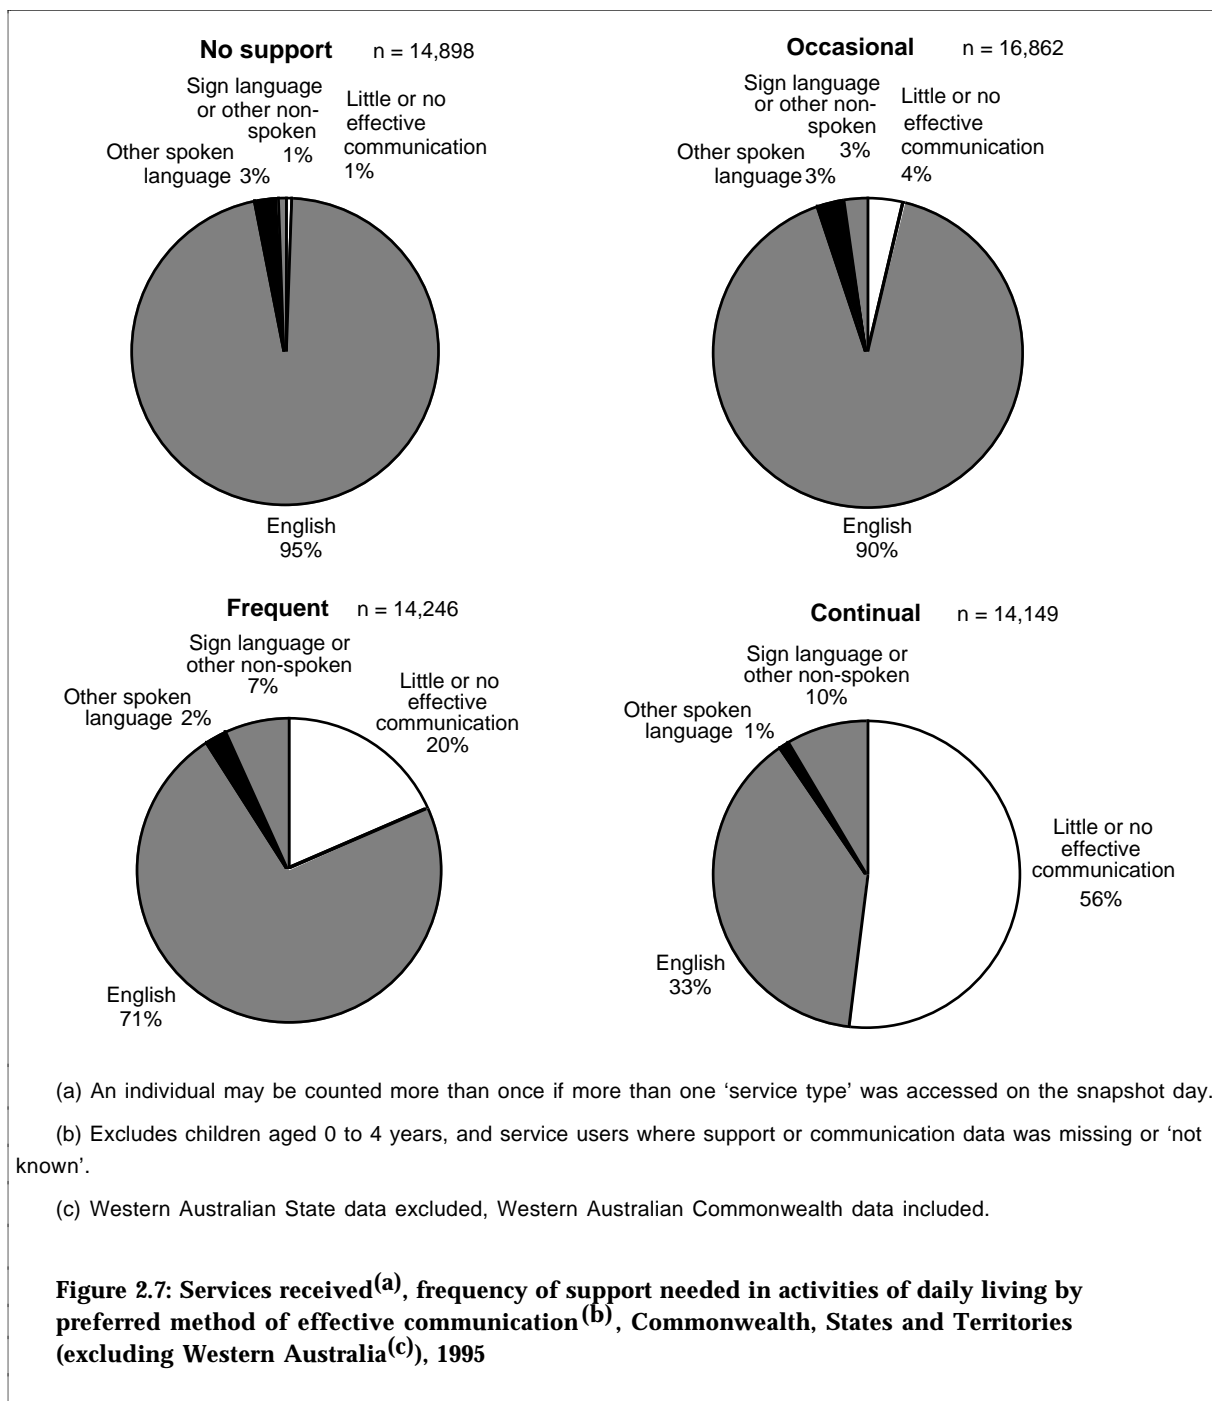 No support n = 14,898
Sign language
or other non-
spoken
1%
Little or no
effective
communication
1%
Other spoken
language 3%
English
95%
Occasional n = 16,862
Sign language
or other non-
spoken
3%
Little or no
effective
communication
4%
Other spoken
language 3%
English
90%
Frequent n = 14,246
Sign language or
other non-spoken
7%
Little or no
effective
communication
20%
Other spoken
language 2%
English
71%
Continual n = 14,149
Sign language or
other non-spoken
10%
Other spoken
language 1%
Little or no
effective
communication
56%
English
33%
(a) An individual may be counted more than once if more than one ‘service type’ was accessed on the snapshot day.
(b) Excludes children aged 0 to 4 years, and service users where support or communication data was missing or ‘not
known’.
(c) Western Australian State data excluded, Western Australian Commonwealth data included.
Figure 2.7: Services received(a), frequency of support needed in activities of daily living by
preferred method of effective communication(b), Commonwealth, States and Territories
(excluding Western Australia(c)), 1995